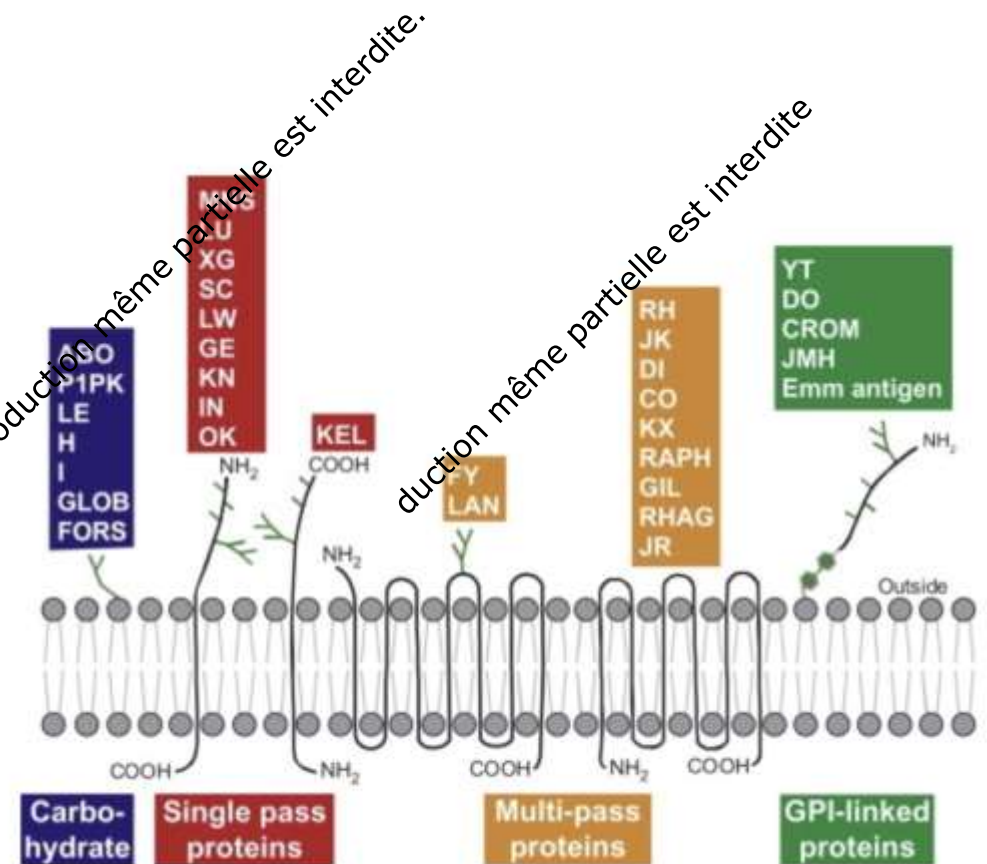 oduction même partielle est interdite.
duction même partielle est interdite
ABO
P1PK
LE
H
I
GLOB
FORS
MNS
LU
XG
SC
LW
GE
KN
IN
OK
NH2
KEL
COOH
NH2
FY
LAN
RH
JK
DI
CO
KX
RAPH
GIL
RHAG
JR
YT
DO
CROM
JMH
Emm antigen
NH2
Outside
COOH
NH2
COOH
NH2
COOH
Carbo-
hydrate
Single pass
proteins
Multi-pass
proteins
GPI-linked
proteins